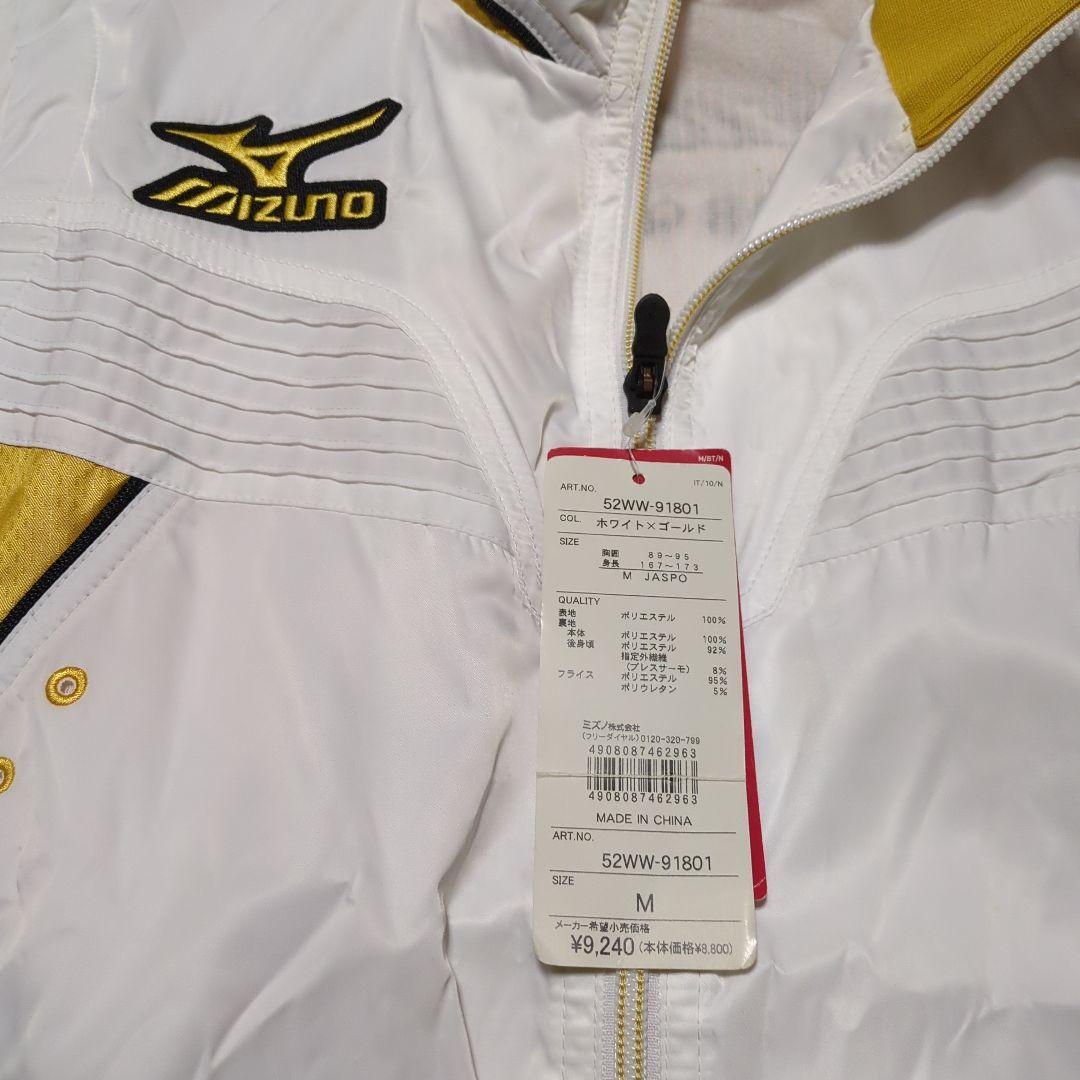 MIZUNO
M/BT/N
IT/10/N
ART.NO.
52WW-91801
COL. ホワイト×ゴールド
SIZE
胸囲 89~95
身長 167~173
M JASPO
QUALITY
表地 ポリエステル 100%
裏地
本体 ポリエステル 100%
後身頃 ポリエステル 92%
指定外繊維
(ブレスサーモ) 8%
フライス ポリエステル 95%
ポリウレタン 5%
ミズノ株式会社
(フリーダイヤル)0120-320-799
4908087462963
4908087462963
MADE IN CHINA
ART.NO.
52WW-91801
SIZE
M
メーカー希望小売価格
¥9,240(本体価格¥8,800)